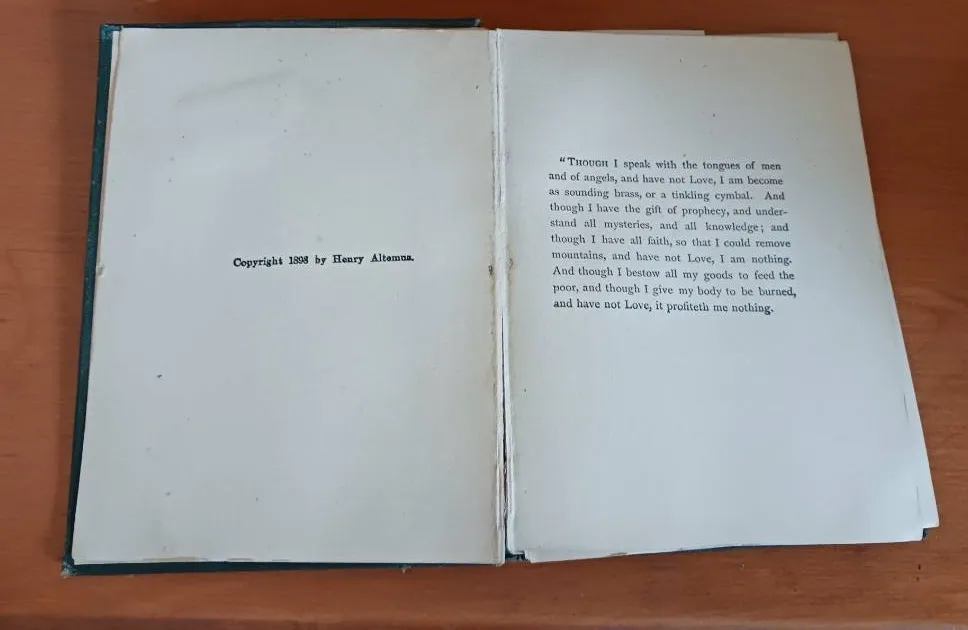 Copyright 1898 by Henry Altemus.
"THOUGH I speak with the tongues of men
and of angels, and have not Love, I am become
as sounding brass, or a tinkling cymbal. And
though I have the gift of prophecy, and under-
stand all mysteries, and all knowledge; and
though I have all faith, so that I could remove
mountains, and have not Love, I am nothing.
And though I bestow all my goods to feed the
poor, and though I give my body to be burned,
and have not Love, it profiteth me nothing.